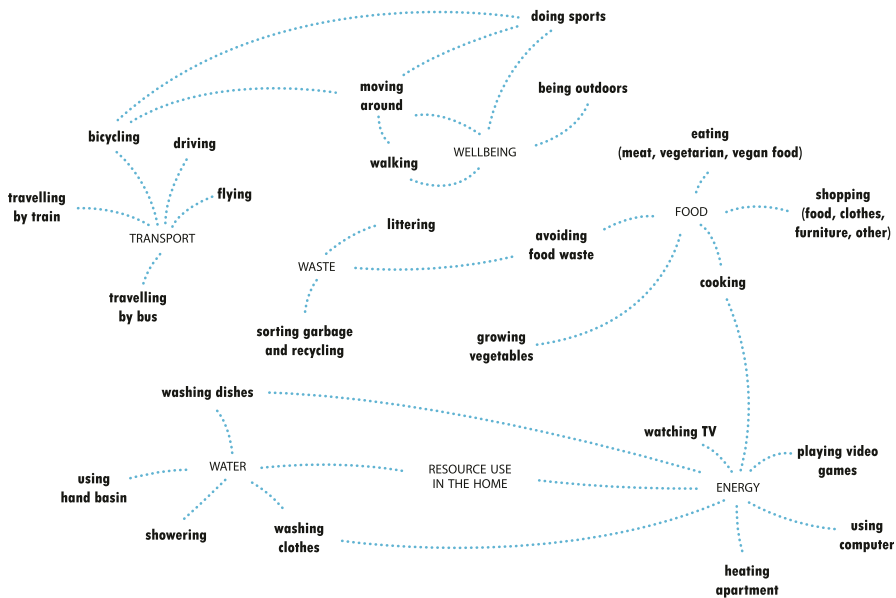 doing sports
moving
around
being outdoors
bicycling
driving
walking
WELLBEING
eating
(meat, vegetarian, vegan food)
travelling
by train
flying
TRANSPORT
littering
FOOD
shopping
(food, clothes,
furniture, other)
avoiding
food waste
WASTE
cooking
travelling
by bus
sorting garbage
and recycling
growing
vegetables
washing dishes
watching TV
playing video
games
WATER
RESOURCE USE
IN THE HOME
ENERGY
using
hand basin
showering
washing
clothes
using
computer
heating
apartment